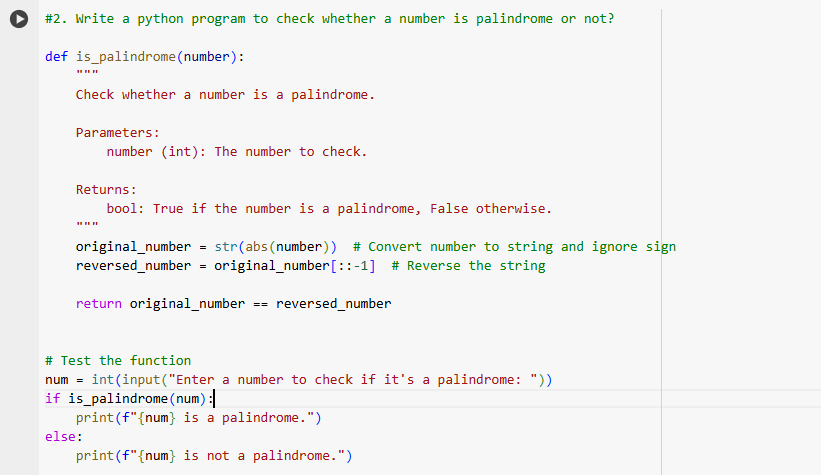 #2. Write a python program to check whether a number is palindrome or not?
def is_palindrome(number):
    """
    Check whether a number is a palindrome.
    Parameters:
        number (int): The number to check.
    Returns:
        bool: True if the number is a palindrome, False otherwise.
    """
    original_number = str(abs(number))  # Convert number to string and ignore sign
    reversed_number = original_number[::-1]  # Reverse the string
    return original_number == reversed_number
# Test the function
num = int(input("Enter a number to check if it's a palindrome: "))
if is_palindrome(num):
    print(f"{num} is a palindrome.")
else:
    print(f"{num} is not a palindrome.")